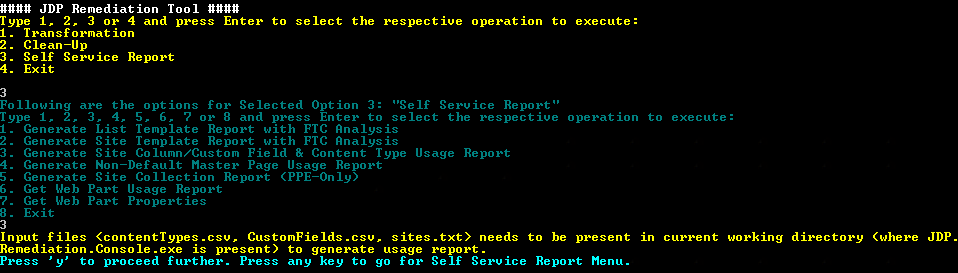 #### JDP Remediation Tool ####
Type 1, 2, 3 or 4 and press Enter to select the respective operation to execute:
1. Transformation
2. Clean-Up
3. Self Service Report
4. Exit
3
Following are the options for Selected Option 3: "Self Service Report"
Type 1, 2, 3, 4, 5, 6, 7 or 8 and press Enter to select the respective operation to execute:
1. Generate List Template Report with FTC Analysis
2. Generate Site Template Report with FTC Analysis
3. Generate Site Column/Custom Field & Content Type Usage Report
4. Generate Non-Default Master Page Usage Report
5. Generate Site Collection Report (PPE-Only)
6. Get Web Part Usage Report
7. Get Web Part Properties
8. Exit
3
Input files <contentTypes.csv, CustomFields.csv, sites.txt> needs to be present in current working directory (where JDP.
Remediation.Console.exe is present) to generate usage report.
Press 'y' to proceed further. Press any key to go for Self Service Report Menu.